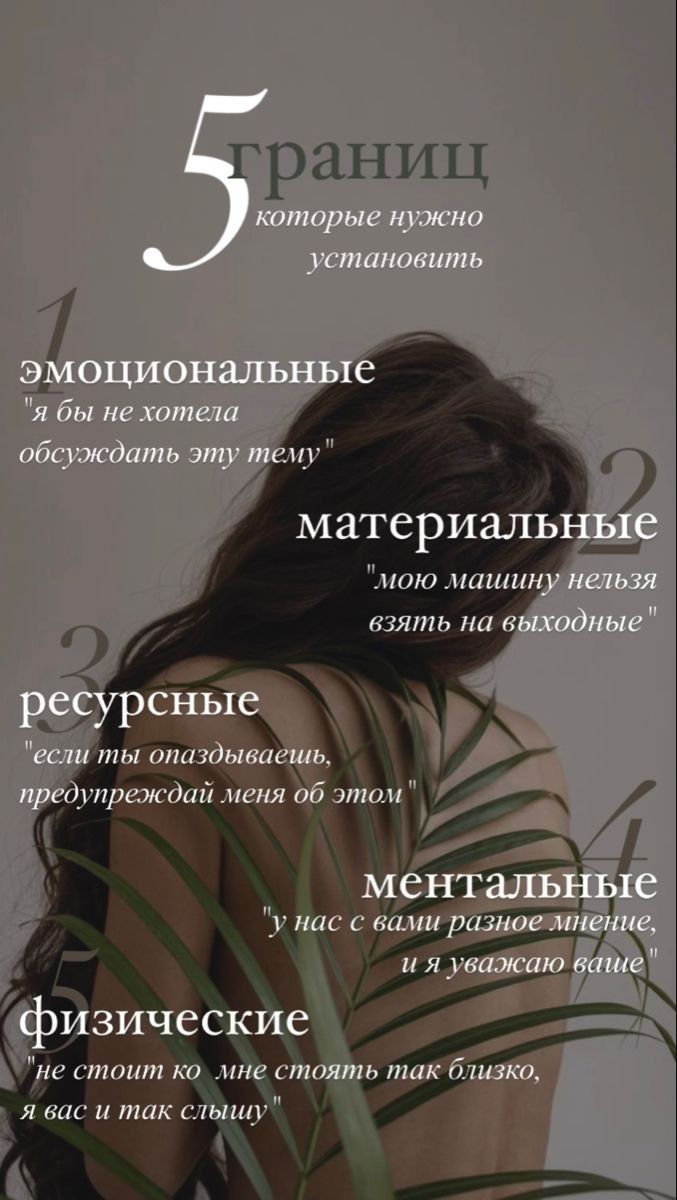 5 границ
которые нужно
установить
1
эмоциональные
"я бы не хотела
обсуждать эту тему"
2
материальные
"мою машину нельзя
взять на выходные"
3
ресурсные
"если ты опаздываешь,
предупреждай меня об этом"
4
ментальные
"у нас с вами разное мнение,
и я уважаю ваше"
5
физические
"не стоит ко мне стоять так близко,
я вас и так слышу"